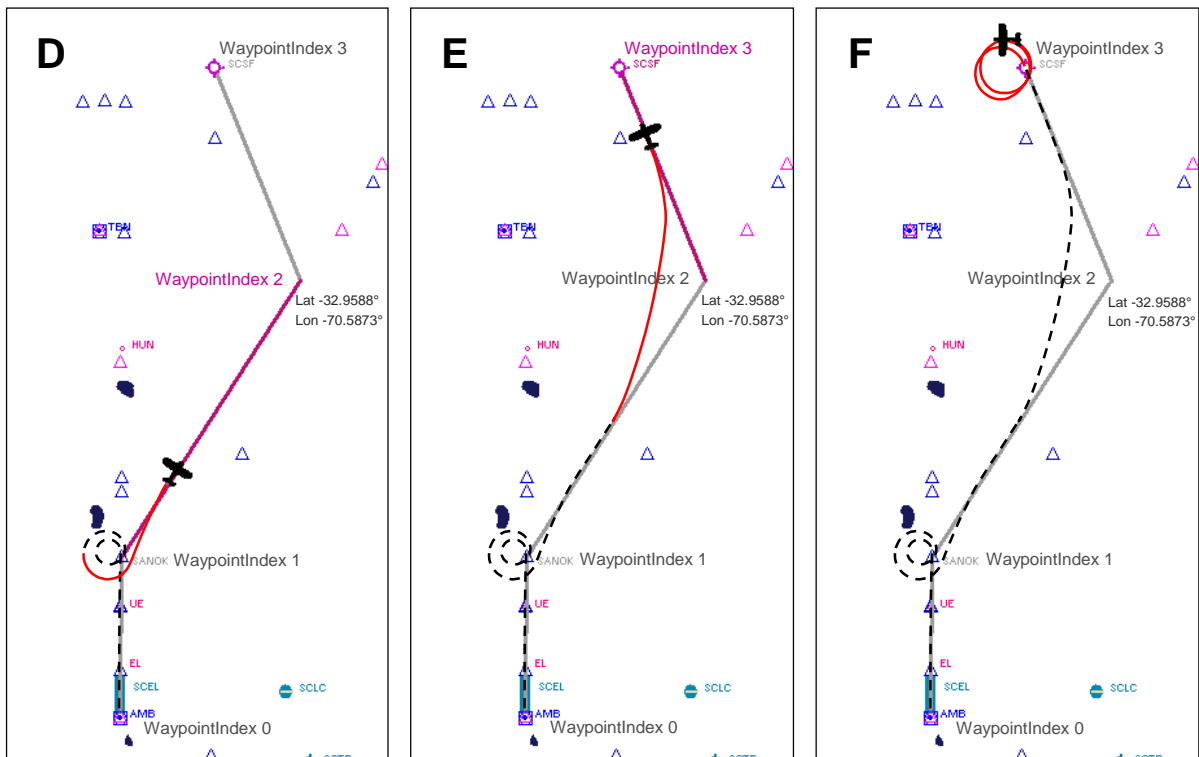 D
WaypointIndex 3
SCSF
TBN
WaypointIndex 2
Lat -32.9588°
Lon -70.5873°
HUN
SANOK
WaypointIndex 1
UE
EL
SCEL
SCLC
AMB
WaypointIndex 0
E
WaypointIndex 3
SCSF
TBN
WaypointIndex 2
Lat -32.9588°
Lon -70.5873°
HUN
SANOK
WaypointIndex 1
UE
EL
SCEL
SCLC
AMB
WaypointIndex 0
F
WaypointIndex 3
SCSF
TBN
WaypointIndex 2
Lat -32.9588°
Lon -70.5873°
HUN
SANOK
WaypointIndex 1
UE
EL
SCEL
SCLC
AMB
WaypointIndex 0